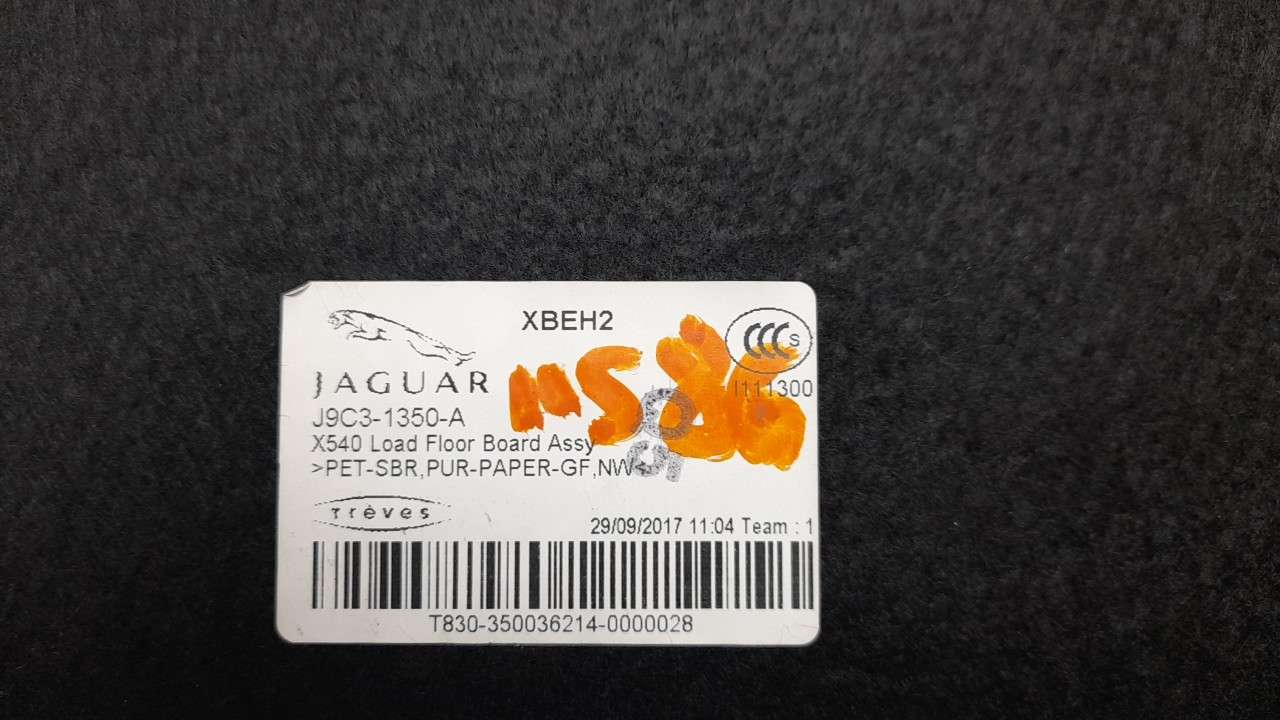 XBEH2
JAGUAR
J9C3-1350-A
I111300
X540 Load Floor Board Assy
>PET-SBR,PUR-PAPER-GF,NW<
Trèves
29/09/2017 11:04 Team : 1
T830-350036214-0000028
CCC S